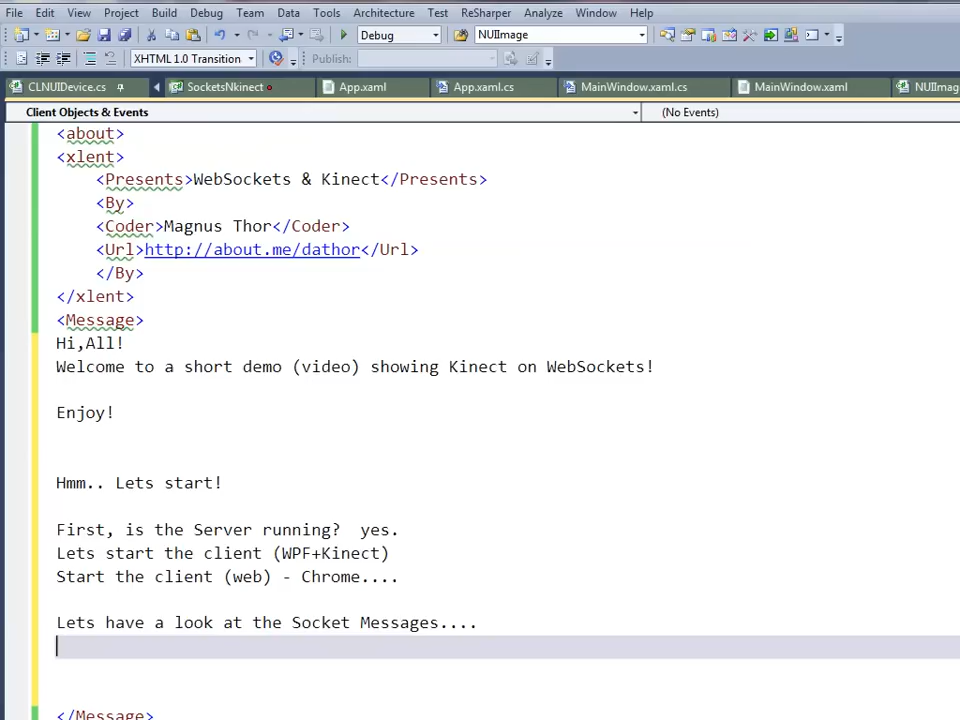 File Edit View Project Build Debug Team Data Tools Architecture Test ReSharper Analyze Window Help
Debug NUIImage
XHTML 1.0 Transition Publish:
CLNUIDevice.cs SocketsNkinect App.xaml App.xaml.cs MainWindow.xaml.cs MainWindow.xaml NUIImag
Client Objects & Events (No Events)
<about>
<xlent>
<Presents>WebSockets & Kinect</Presents>
<By>
<Coder>Magnus Thor</Coder>
<Url>http://about.me/dathor</Url>
</By>
</xlent>
<Message>
Hi,All!
Welcome to a short demo (video) showing Kinect on WebSockets!
Enjoy!
Hmm.. Lets start!
First, is the Server running?  yes.
Lets start the client (WPF+Kinect)
Start the client (web) - Chrome....
Lets have a look at the Socket Messages....
</Message>